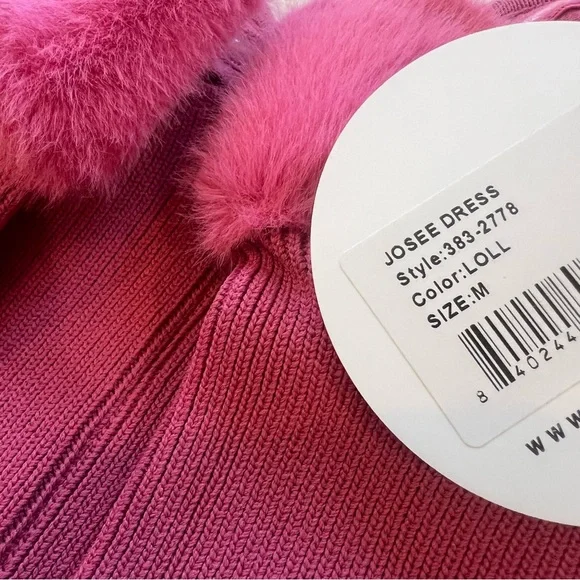 JOSEE DRESS
Style:383-2778
Color:LOLL
SIZE:M
8 40244
WWW